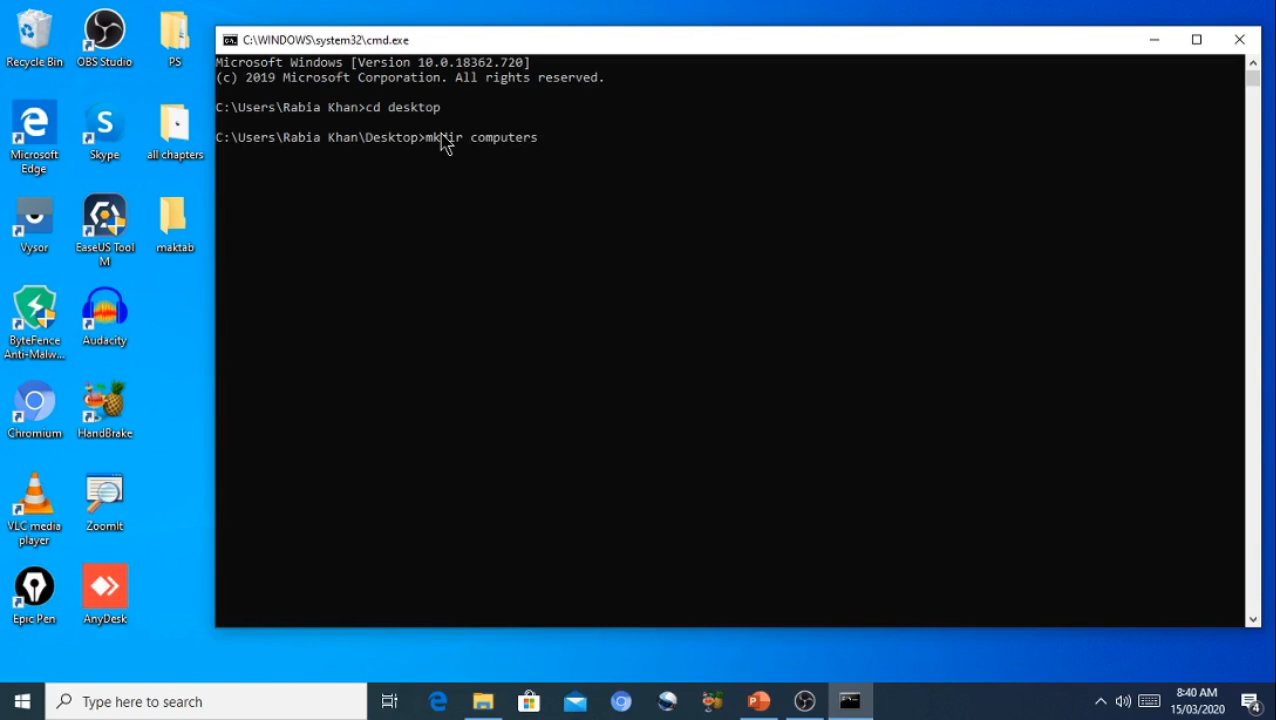 Recycle Bin
OBS Studio
PS
Microsoft
Edge
Skype
all chapters
Vysor
EaseUS Tool
M
maktab
ByteFence
Anti-Malw...
Audacity
Chromium
HandBrake
VLC media
player
ZoomIt
Epic Pen
AnyDesk
C:\WINDOWS\system32\cmd.exe
Microsoft Windows [Version 10.0.18362.720]
(c) 2019 Microsoft Corporation. All rights reserved.
C:\Users\Rabia Khan>cd desktop
C:\Users\Rabia Khan\Desktop>mkdir computers
Type here to search
8:40 AM
15/03/2020
4